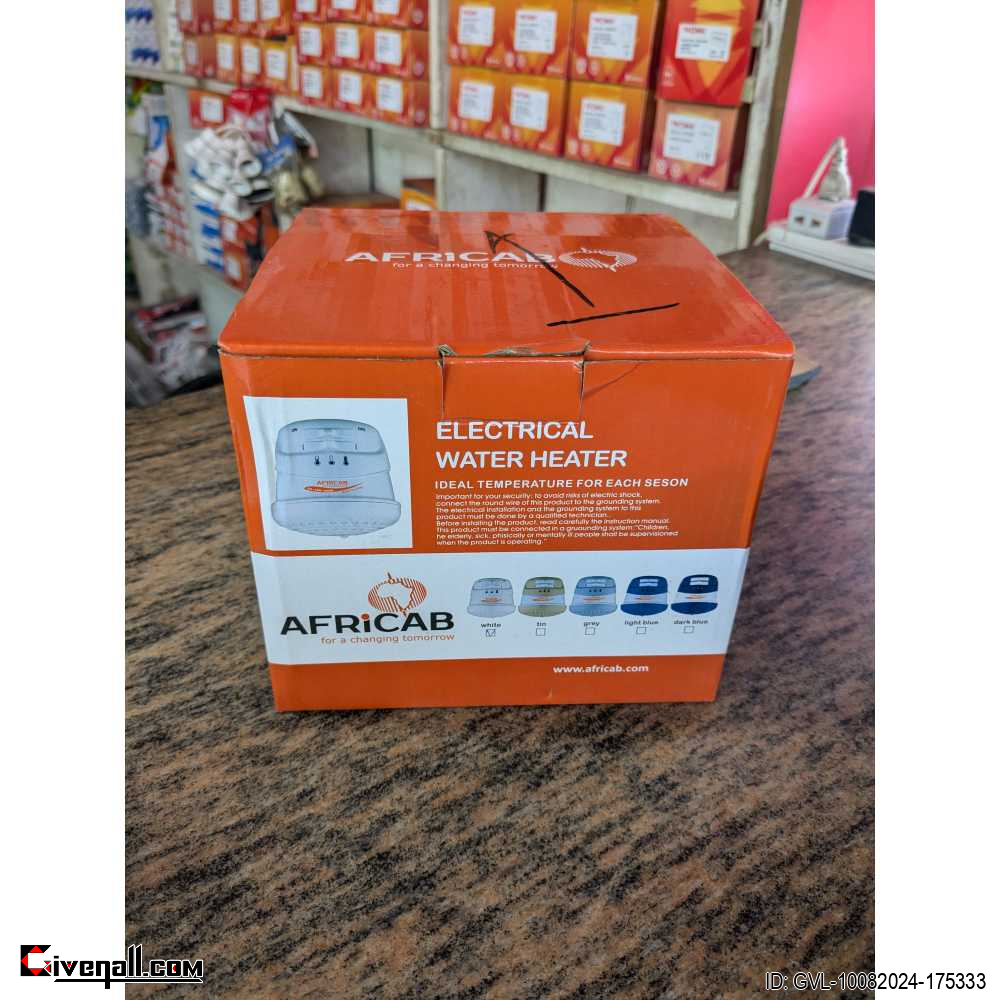 AFRiCAB
for a changing tomorrow
ELECTRICAL
WATER HEATER
IDEAL TEMPERATURE FOR EACH SESON
Important for your security: to avoid risks of electric shock,
connect the round wire of this product to the grounding system.
The electrical installation and the grounding system to this
product must be done by a qualified technician..
Before instaling the product, read carefully the instruction manual.
This product must be connected in a gruounding system:"Children,
he elderly, sick, phisically or mentally ill people shall be supervisioned
when the product is operating."
AFRICAB
AFRiCAB
for a changing tomorrow
white
tin
grey
light blue
dark blue
www.africab.com
Givenall.com
ID: GVL-10082024-175333